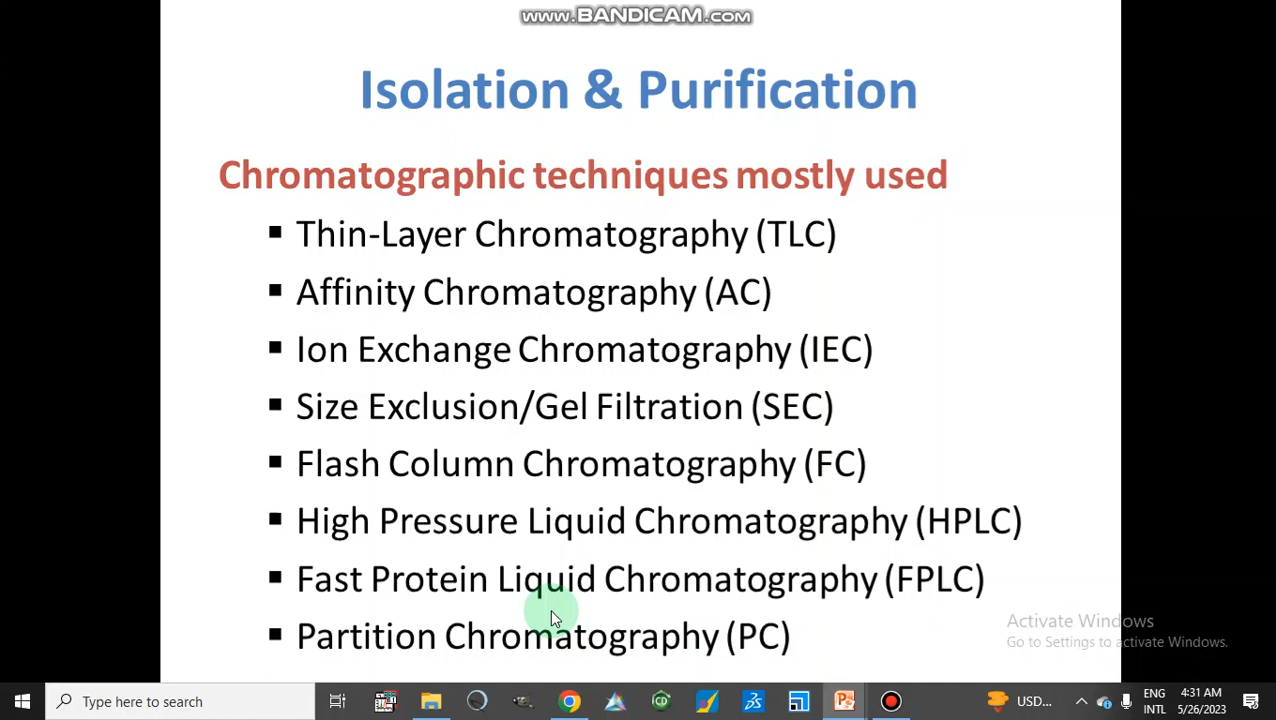 www.BANDICAM.com
Isolation & Purification
Chromatographic techniques mostly used
▪ Thin-Layer Chromatography (TLC)
▪ Affinity Chromatography (AC)
▪ Ion Exchange Chromatography (IEC)
▪ Size Exclusion/Gel Filtration (SEC)
▪ Flash Column Chromatography (FC)
▪ High Pressure Liquid Chromatography (HPLC)
▪ Fast Protein Liquid Chromatography (FPLC)
▪ Partition Chromatography (PC)
Activate Windows
Go to Settings to activate Windows.
Type here to search
USD...
ENG
INTL
4:31 AM
5/26/2023